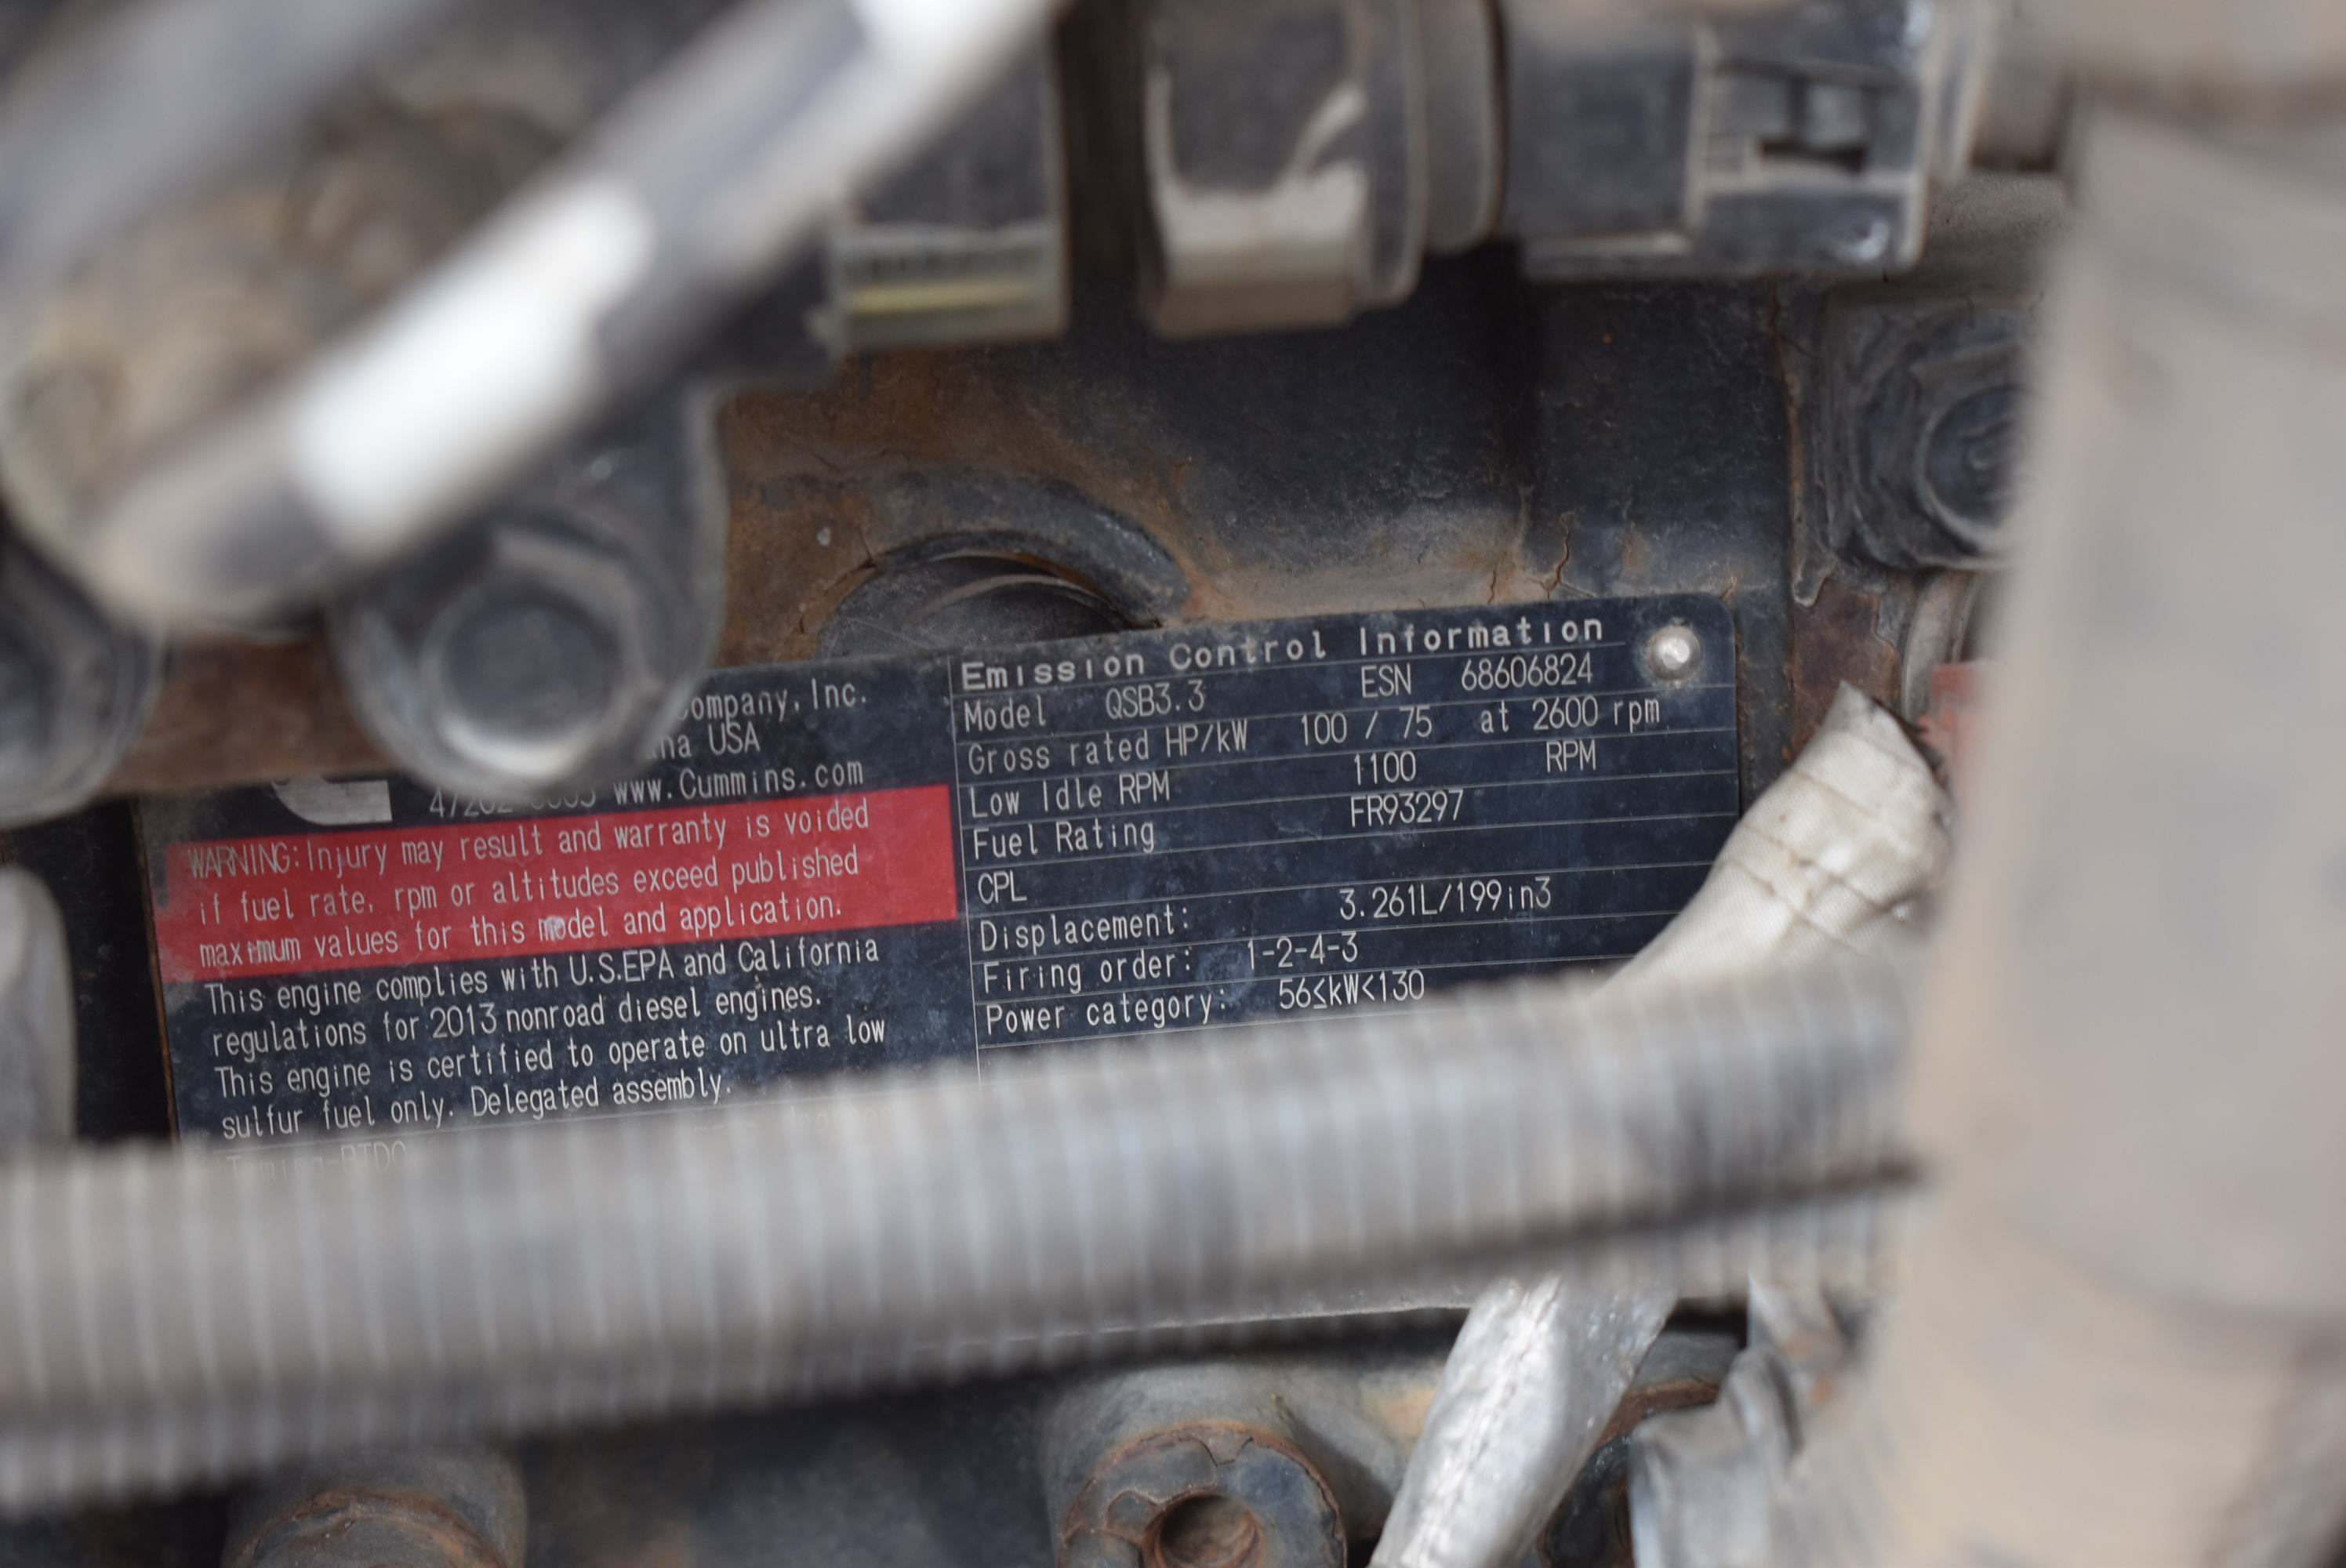 ompany, Inc.
na USA
www.Cummins.com
WARNING: Injury may result and warranty is voided
if fuel rate, rpm or altitudes exceed published
maximum values for this model and application.
This engine complies with U.S.EPA and California
regulations for 2013 nonroad diesel engines.
This engine is certified to operate on ultra low
sulfur fuel only. Delegated assembly.
Emission Control Information
Model QSB3.3 ESN 68606824
Gross rated HP/kW 100 / 75 at 2600 rpm
Low Idle RPM 1100 RPM
Fuel Rating FR93297
CPL
Displacement: 3.261L/199in3
Firing order: 1-2-4-3
Power category: 56≤kW<130